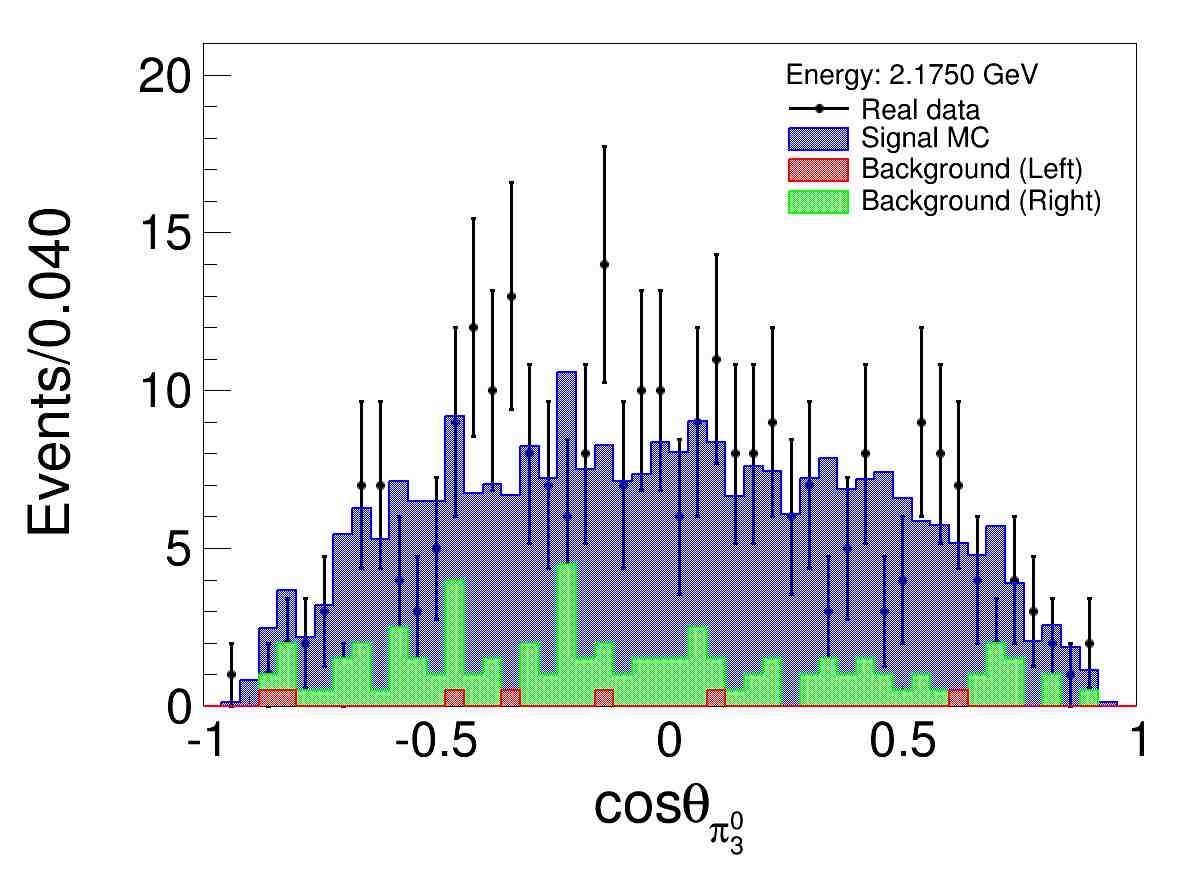 Energy: 2.1750 GeV
Real data
Signal MC
Background (Left)
Background (Right)
Events/0.040
20
15
10
5
0
-1
-0.5
0
0.5
1
cosθπ⁰₃